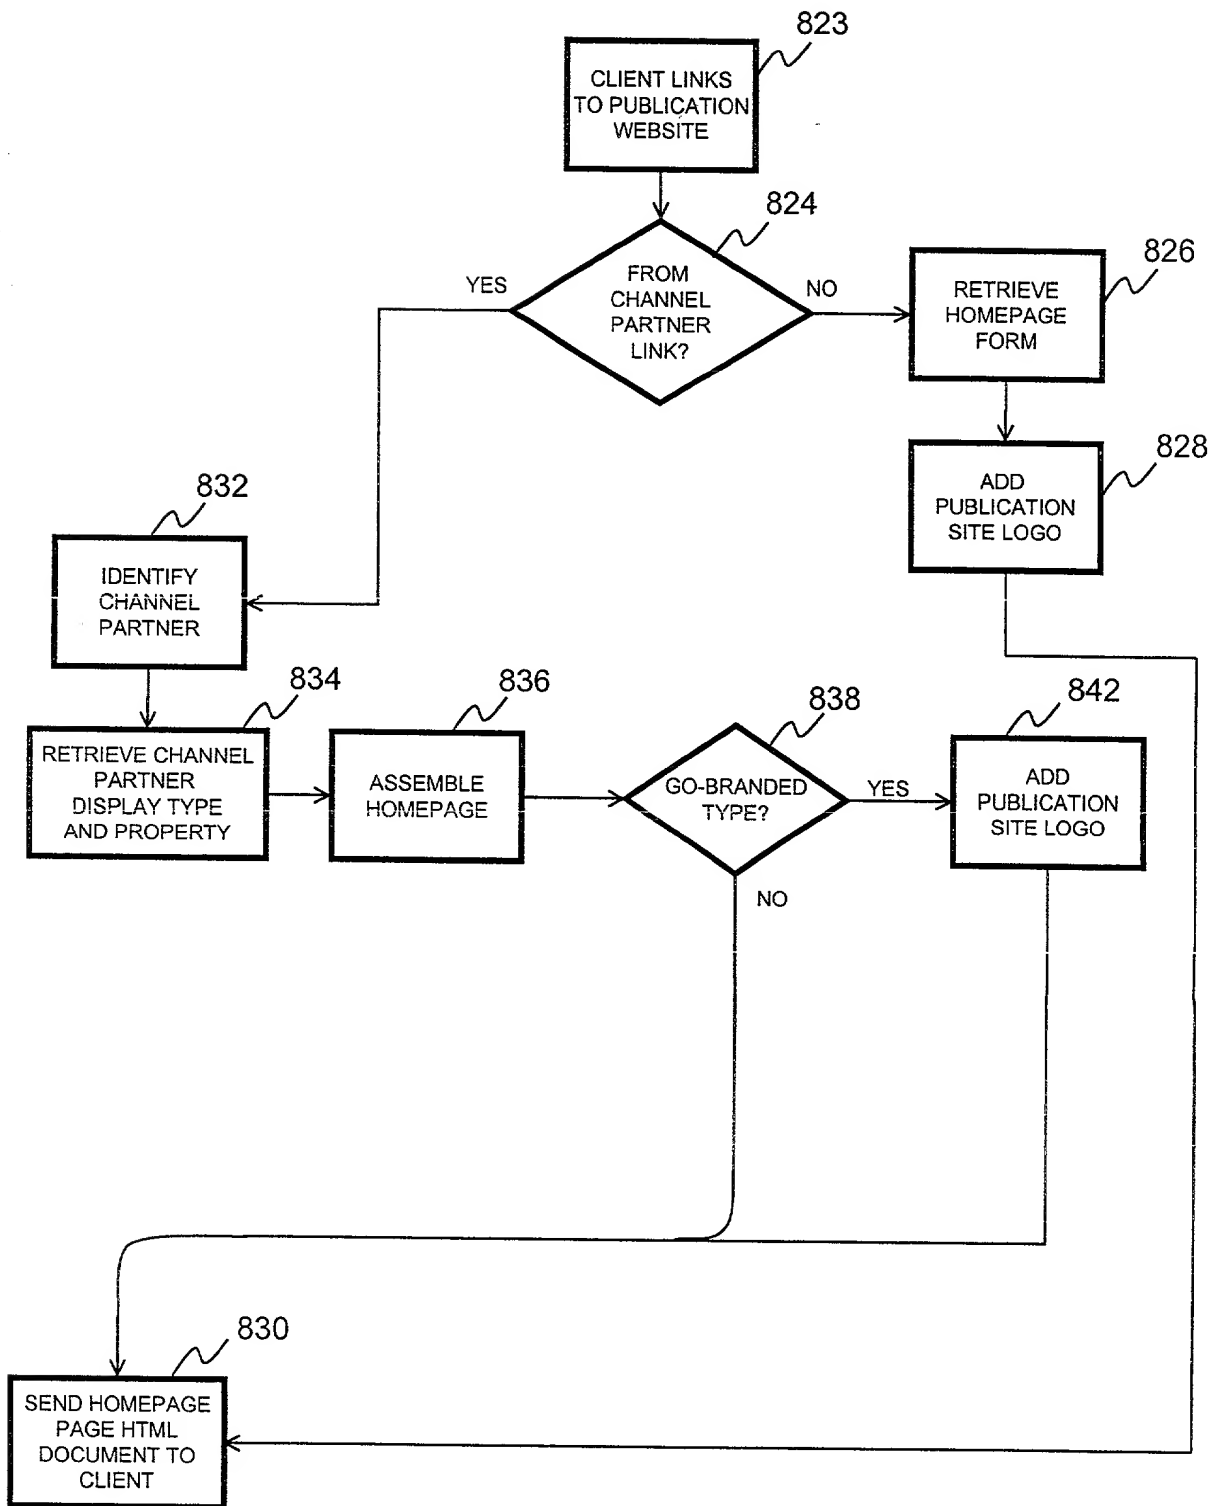 823
CLIENT LINKS
TO PUBLICATION
WEBSITE
824
FROM
CHANNEL
PARTNER
LINK?
YES
NO
826
RETRIEVE
HOMEPAGE
FORM
828
ADD
PUBLICATION
SITE LOGO
832
IDENTIFY
CHANNEL
PARTNER
834
RETRIEVE CHANNEL
PARTNER
DISPLAY TYPE
AND PROPERTY
836
ASSEMBLE
HOMEPAGE
838
GO-BRANDED
TYPE?
YES
NO
842
ADD
PUBLICATION
SITE LOGO
830
SEND HOMEPAGE
PAGE HTML
DOCUMENT TO
CLIENT